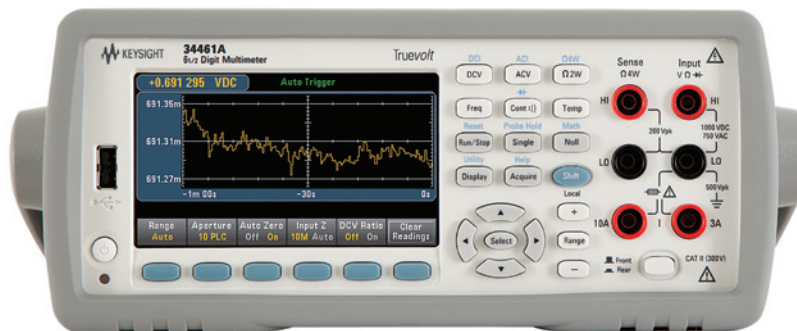 KEYSIGHT
34461A
6 1/2 Digit Multimeter
Truevolt
+0.691 295 VDC
Auto Trigger
691.35m
691.31m
691.27m
-1m 00s
-30s
0s
Range
Auto
Aperture
10 PLC
Auto Zero
Off On
Input Z
10M Auto
DCV Ratio
Off On
Clear
Readings
DCI
ACI
Ω4W
DCV
ACV
Ω2W
Freq
Cont
Temp
Reset
Probe Hold
Math
Run/Stop
Single
Null
Utility
Help
Display
Acquire
Shift
Local
+
Select
Range
−
Sense
Ω4W
Input
V Ω
HI
HI
200 Vpk
1000 VDC
750 VAC
LO
LO
500 Vpk
10A
I
3A
Front
Rear
CAT II (300V)